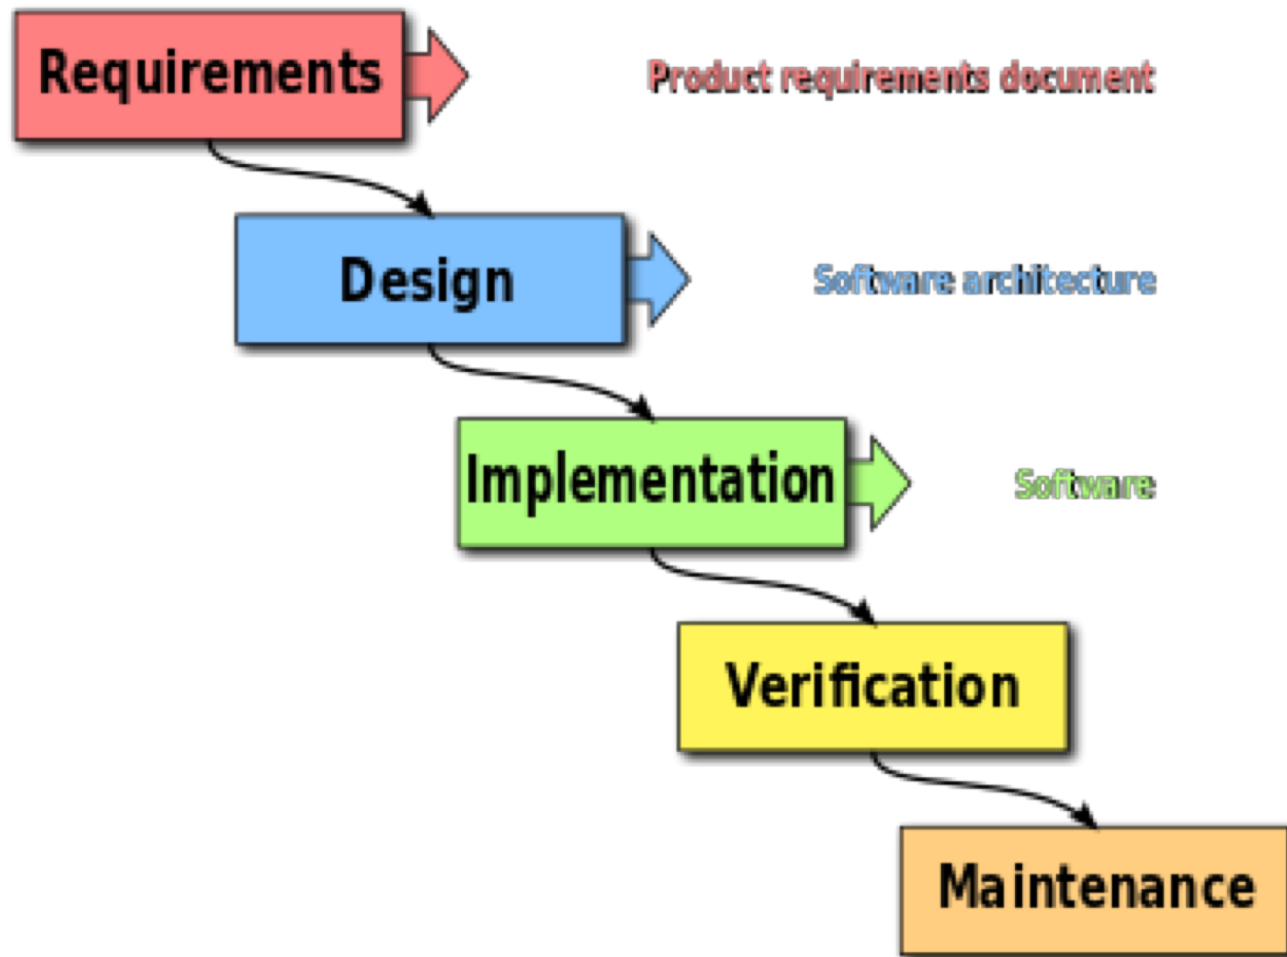 Requirements
Product requirements document
Design
Software architecture
Implementation
Software
Verification
Maintenance